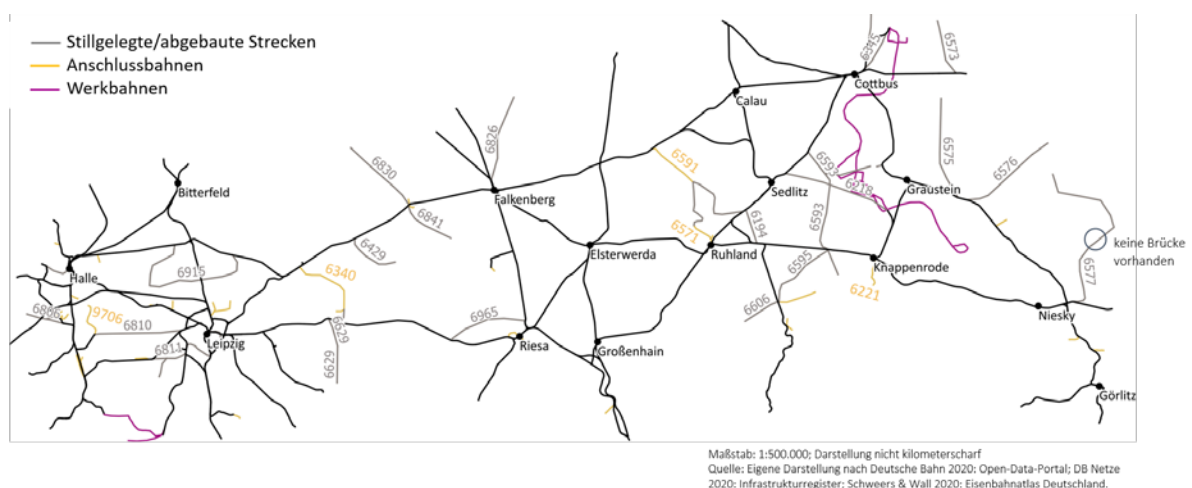 Stillgelegte/abgebaute Strecken
Anschlussbahnen
Werkbahnen
6345
6573
Cottbus
Calau
6826
6830
6591
6593
6575
6576
Bitterfeld
Falkenberg
Sedlitz
6218
Graustein
6841
6194
6593
6429
6571
keine Brücke
vorhanden
Elsterwerda
Ruhland
6595
Knappenrode
6577
Halle
6915
6340
6221
6606
Niesky
6886
9706
6810
6965
6629
Leipzig
Riesa
Großenhain
6811
6629
Görlitz
Maßstab: 1:500.000; Darstellung nicht kilometerscharf
Quelle: Eigene Darstellung nach Deutsche Bahn 2020: Open-Data-Portal; DB Netze
2020: Infrastrukturregister; Schweers & Wall 2020: Eisenbahnatlas Deutschland.